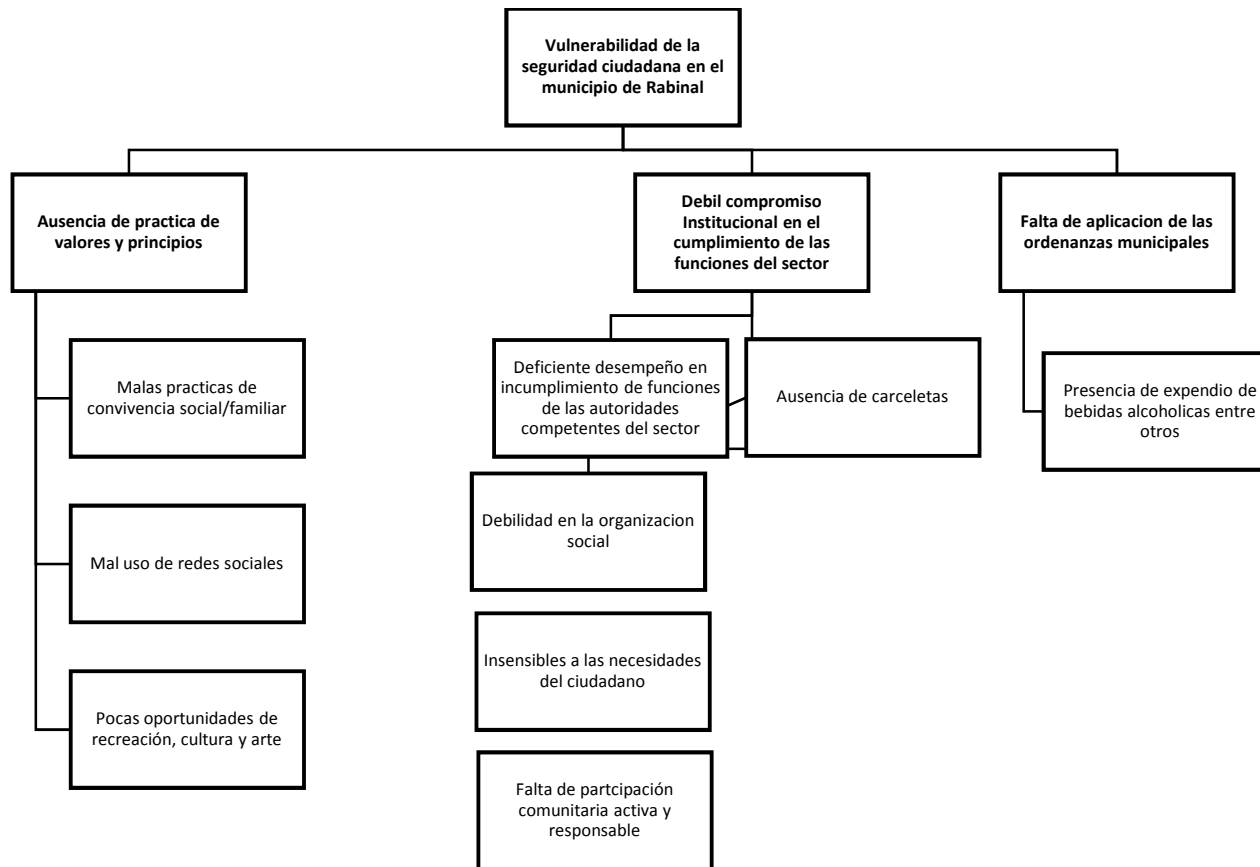 Vulnerabilidad de la
seguridad ciudadana en el
municipio de Rabinal
Ausencia de practica de
valores y principios
Debil compromiso
Institucional en el
cumplimiento de las
funciones del sector
Falta de aplicacion de las
ordenanzas municipales
Malas practicas de
convivencia social/familiar
Deficiente desempeño en
incumplimiento de funciones
de las autoridades
competentes del sector
Ausencia de carceletas
Presencia de expendio de
bebidas alcoholicas entre
otros
Debilidad en la organizacion
social
Mal uso de redes sociales
Insensibles a las necesidades
del ciudadano
Pocas oportunidades de
recreación, cultura y arte
Falta de partcipación
comunitaria activa y
responsable